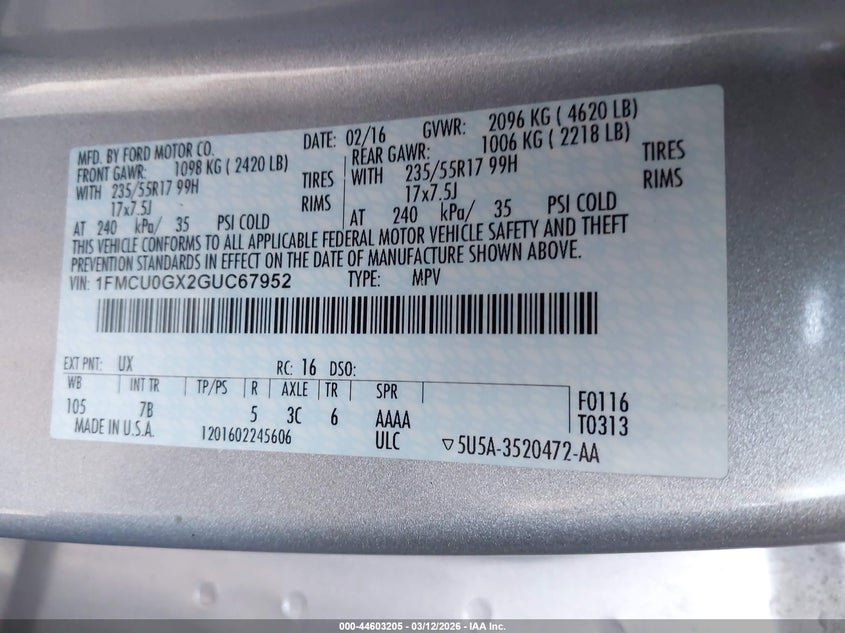 MFD. BY FORD MOTOR CO. DATE: 02/16 GVWR: 2096 KG ( 4620 LB)
FRONT GAWR: 1098 KG ( 2420 LB) REAR GAWR: 1006 KG ( 2218 LB)
WITH 235/55R17 99H TIRES WITH 235/55R17 99H TIRES
17x7.5J RIMS 17x7.5J RIMS
AT 240 kPa/ 35 PSI COLD AT 240 kPa/ 35 PSI COLD
THIS VEHICLE CONFORMS TO ALL APPLICABLE FEDERAL MOTOR VEHICLE SAFETY AND THEFT
PREVENTION STANDARDS IN EFFECT ON THE DATE OF MANUFACTURE SHOWN ABOVE.
VIN: 1FMCU0GX2GUC67952 TYPE: MPV
EXT PNT: UX RC: 16 DSO:
WB INT TR TP/PS R AXLE TR SPR
105 7B 5 3C 6 AAAA F0116
MADE IN U.S.A. 1201602245606 ULC T0313
▽5U5A-3520472-AA
000-44603205 - 03/12/2026 - IAA Inc.